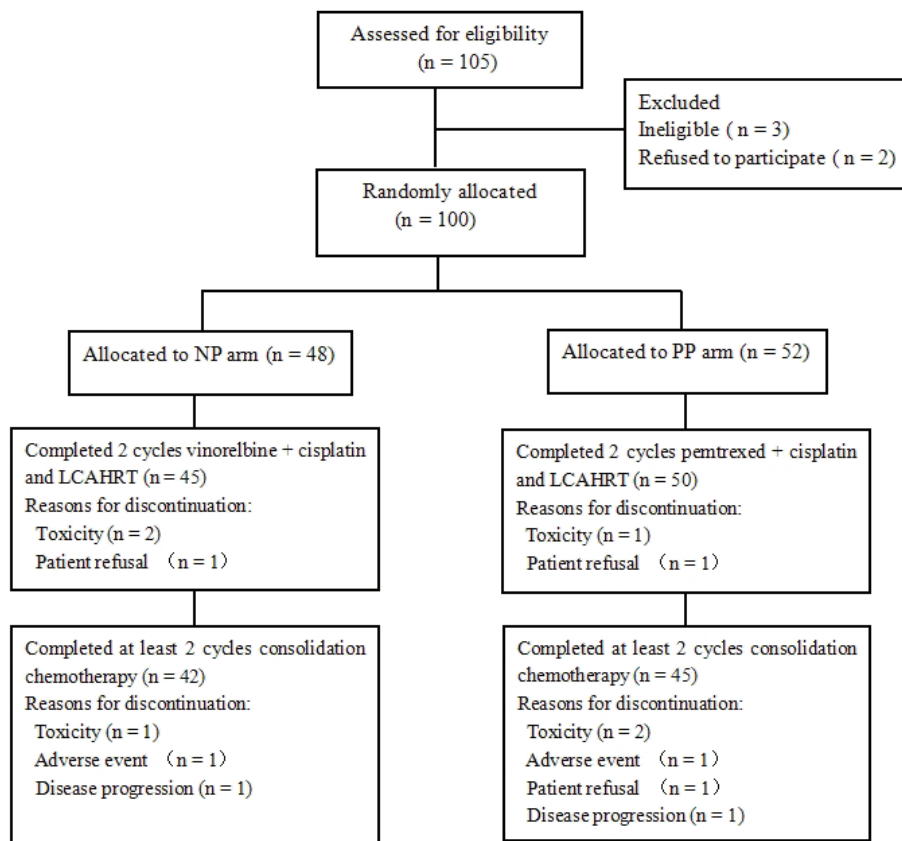 Assessed for eligibility
(n = 105)
Excluded
Ineligible ( n = 3)
Refused to participate ( n = 2)
Randomly allocated
(n = 100)
Allocated to NP arm (n = 48)
Allocated to PP arm (n = 52)
Completed 2 cycles vinorelbine + cisplatin
and LCAHRT (n = 45)
Reasons for discontinuation:
Toxicity (n = 2)
Patient refusal （n = 1）
Completed 2 cycles pemtrexed + cisplatin
and LCAHRT (n = 50)
Reasons for discontinuation:
Toxicity (n = 1)
Patient refusal （n = 1）
Completed at least 2 cycles consolidation
chemotherapy (n = 42)
Reasons for discontinuation:
Toxicity (n = 1)
Adverse event （n = 1）
Disease progression (n = 1)
Completed at least 2 cycles consolidation
chemotherapy (n = 45)
Reasons for discontinuation:
Toxicity (n = 2)
Adverse event （n = 1）
Patient refusal （n = 1）
Disease progression (n = 1)